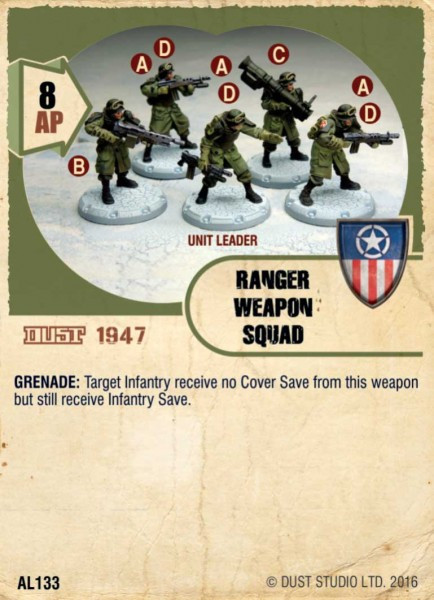 8
AP
A D
A
D
C
A
D
B
UNIT LEADER
RANGER
WEAPON
SQUAD
DUST 1947
GRENADE: Target Infantry receive no Cover Save from this weapon
but still receive Infantry Save.
AL133
© DUST STUDIO LTD. 2016